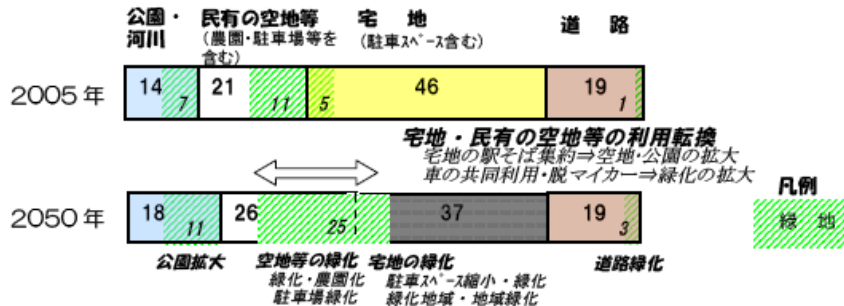 公園・ 民有の空地等 宅 地 道 路
河川 (農園・駐車場等を (駐車ｽﾍﾟｰｽ含む)
含む)
2005年 14 7 21 11 5 46 19 1
宅地・民有の空地等の利用転換
宅地の駅そば集約⇒空地・公園の拡大
車の共同利用・脱マイカー⇒緑化の拡大
凡例
2050年 18 11 26 25 37 19 3 緑 地
公園拡大 空地等の緑化 宅地の緑化 道路緑化
緑化・農園化 駐車ｽﾍﾟｰｽ縮小・緑化
駐車場緑化 緑化地域・地域緑化